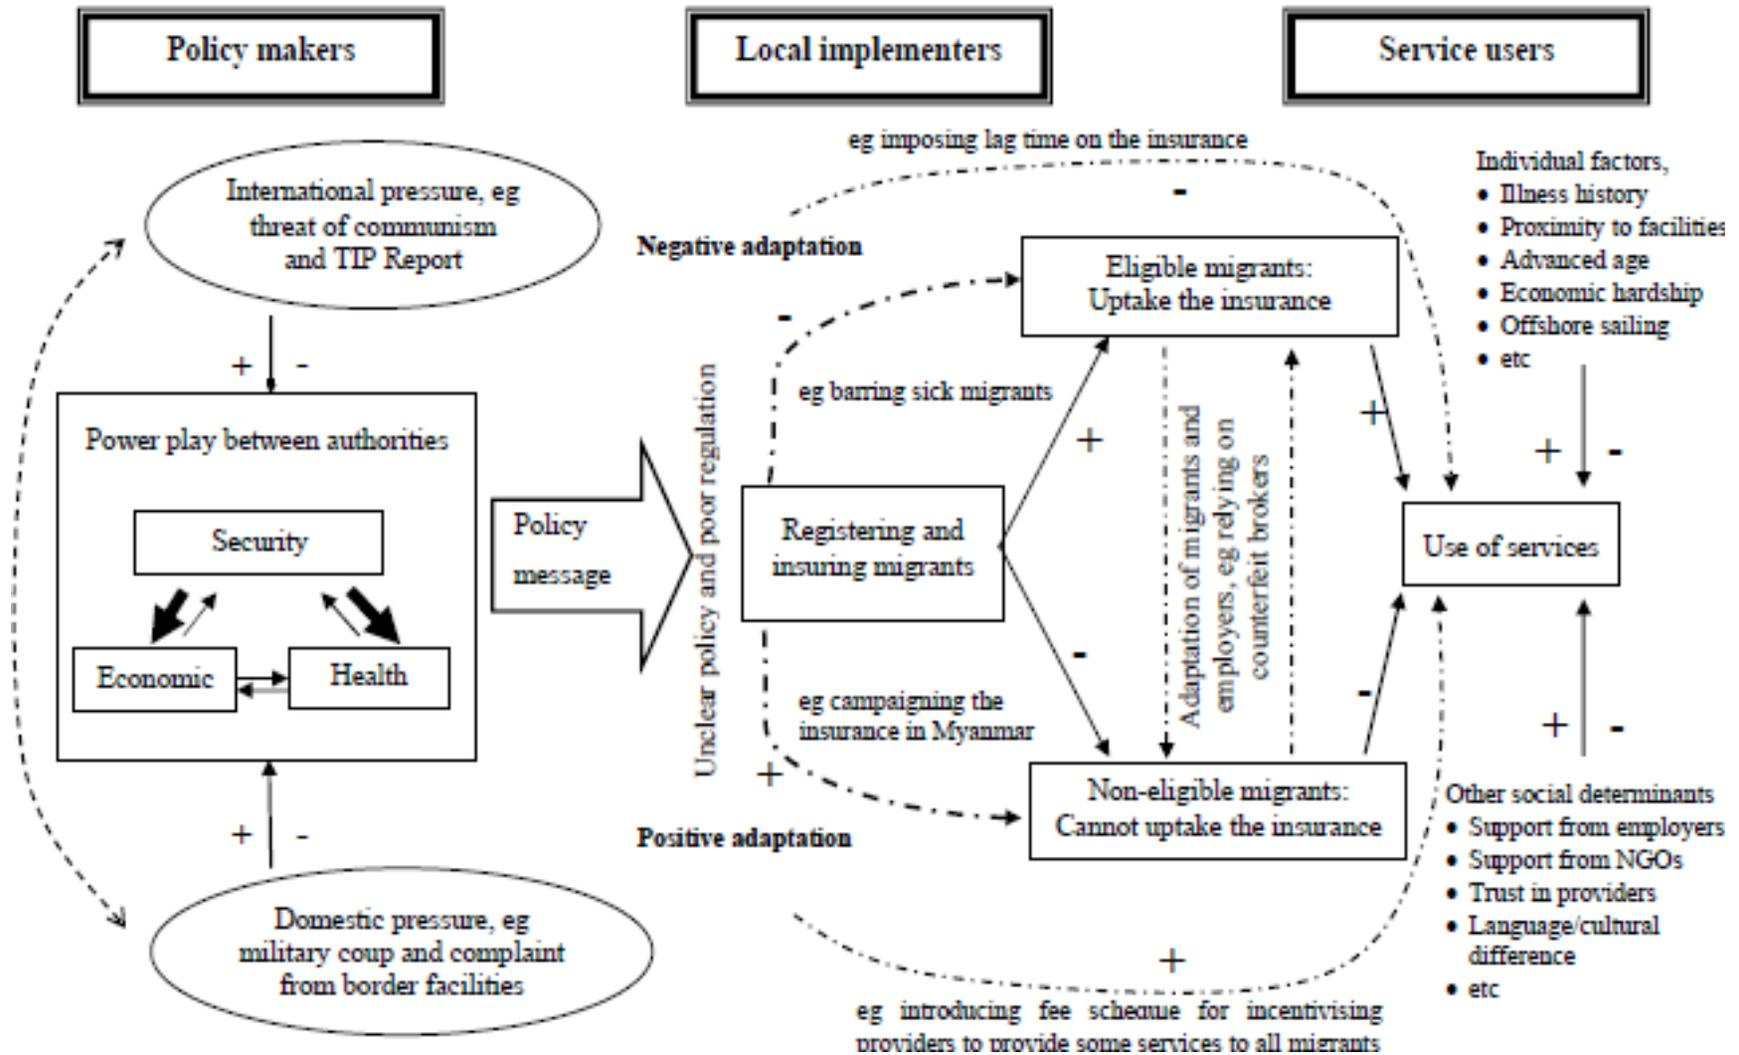 Policy makers
Local implementers
Service users
International pressure, eg
threat of communism
and TIP Report
+ -
Power play between authorities
Security
Economic
Health
+ -
Domestic pressure, eg
military coup and complaint
from border facilities
Policy
message
Unclear policy and poor regulation
eg imposing lag time on the insurance
-
Negative adaptation
-
eg barring sick migrants
Registering and
insuring migrants
eg campaigning the
insurance in Myanmar
+
Positive adaptation
+
-
Eligible migrants:
Uptake the insurance
Adaptation of migrants and
employers, eg relying on
counterfeit brokers
Non-eligible migrants:
Cannot uptake the insurance
+
-
+
eg introducing fee schedule for incentivising
providers to provide some services to all migrants
Individual factors,
• Illness history
• Proximity to facilities
• Advanced age
• Economic hardship
• Offshore sailing
• etc
+ -
Use of services
+ -
Other social determinants
• Support from employers
• Support from NGOs
• Trust in providers
• Language/cultural
difference
• etc